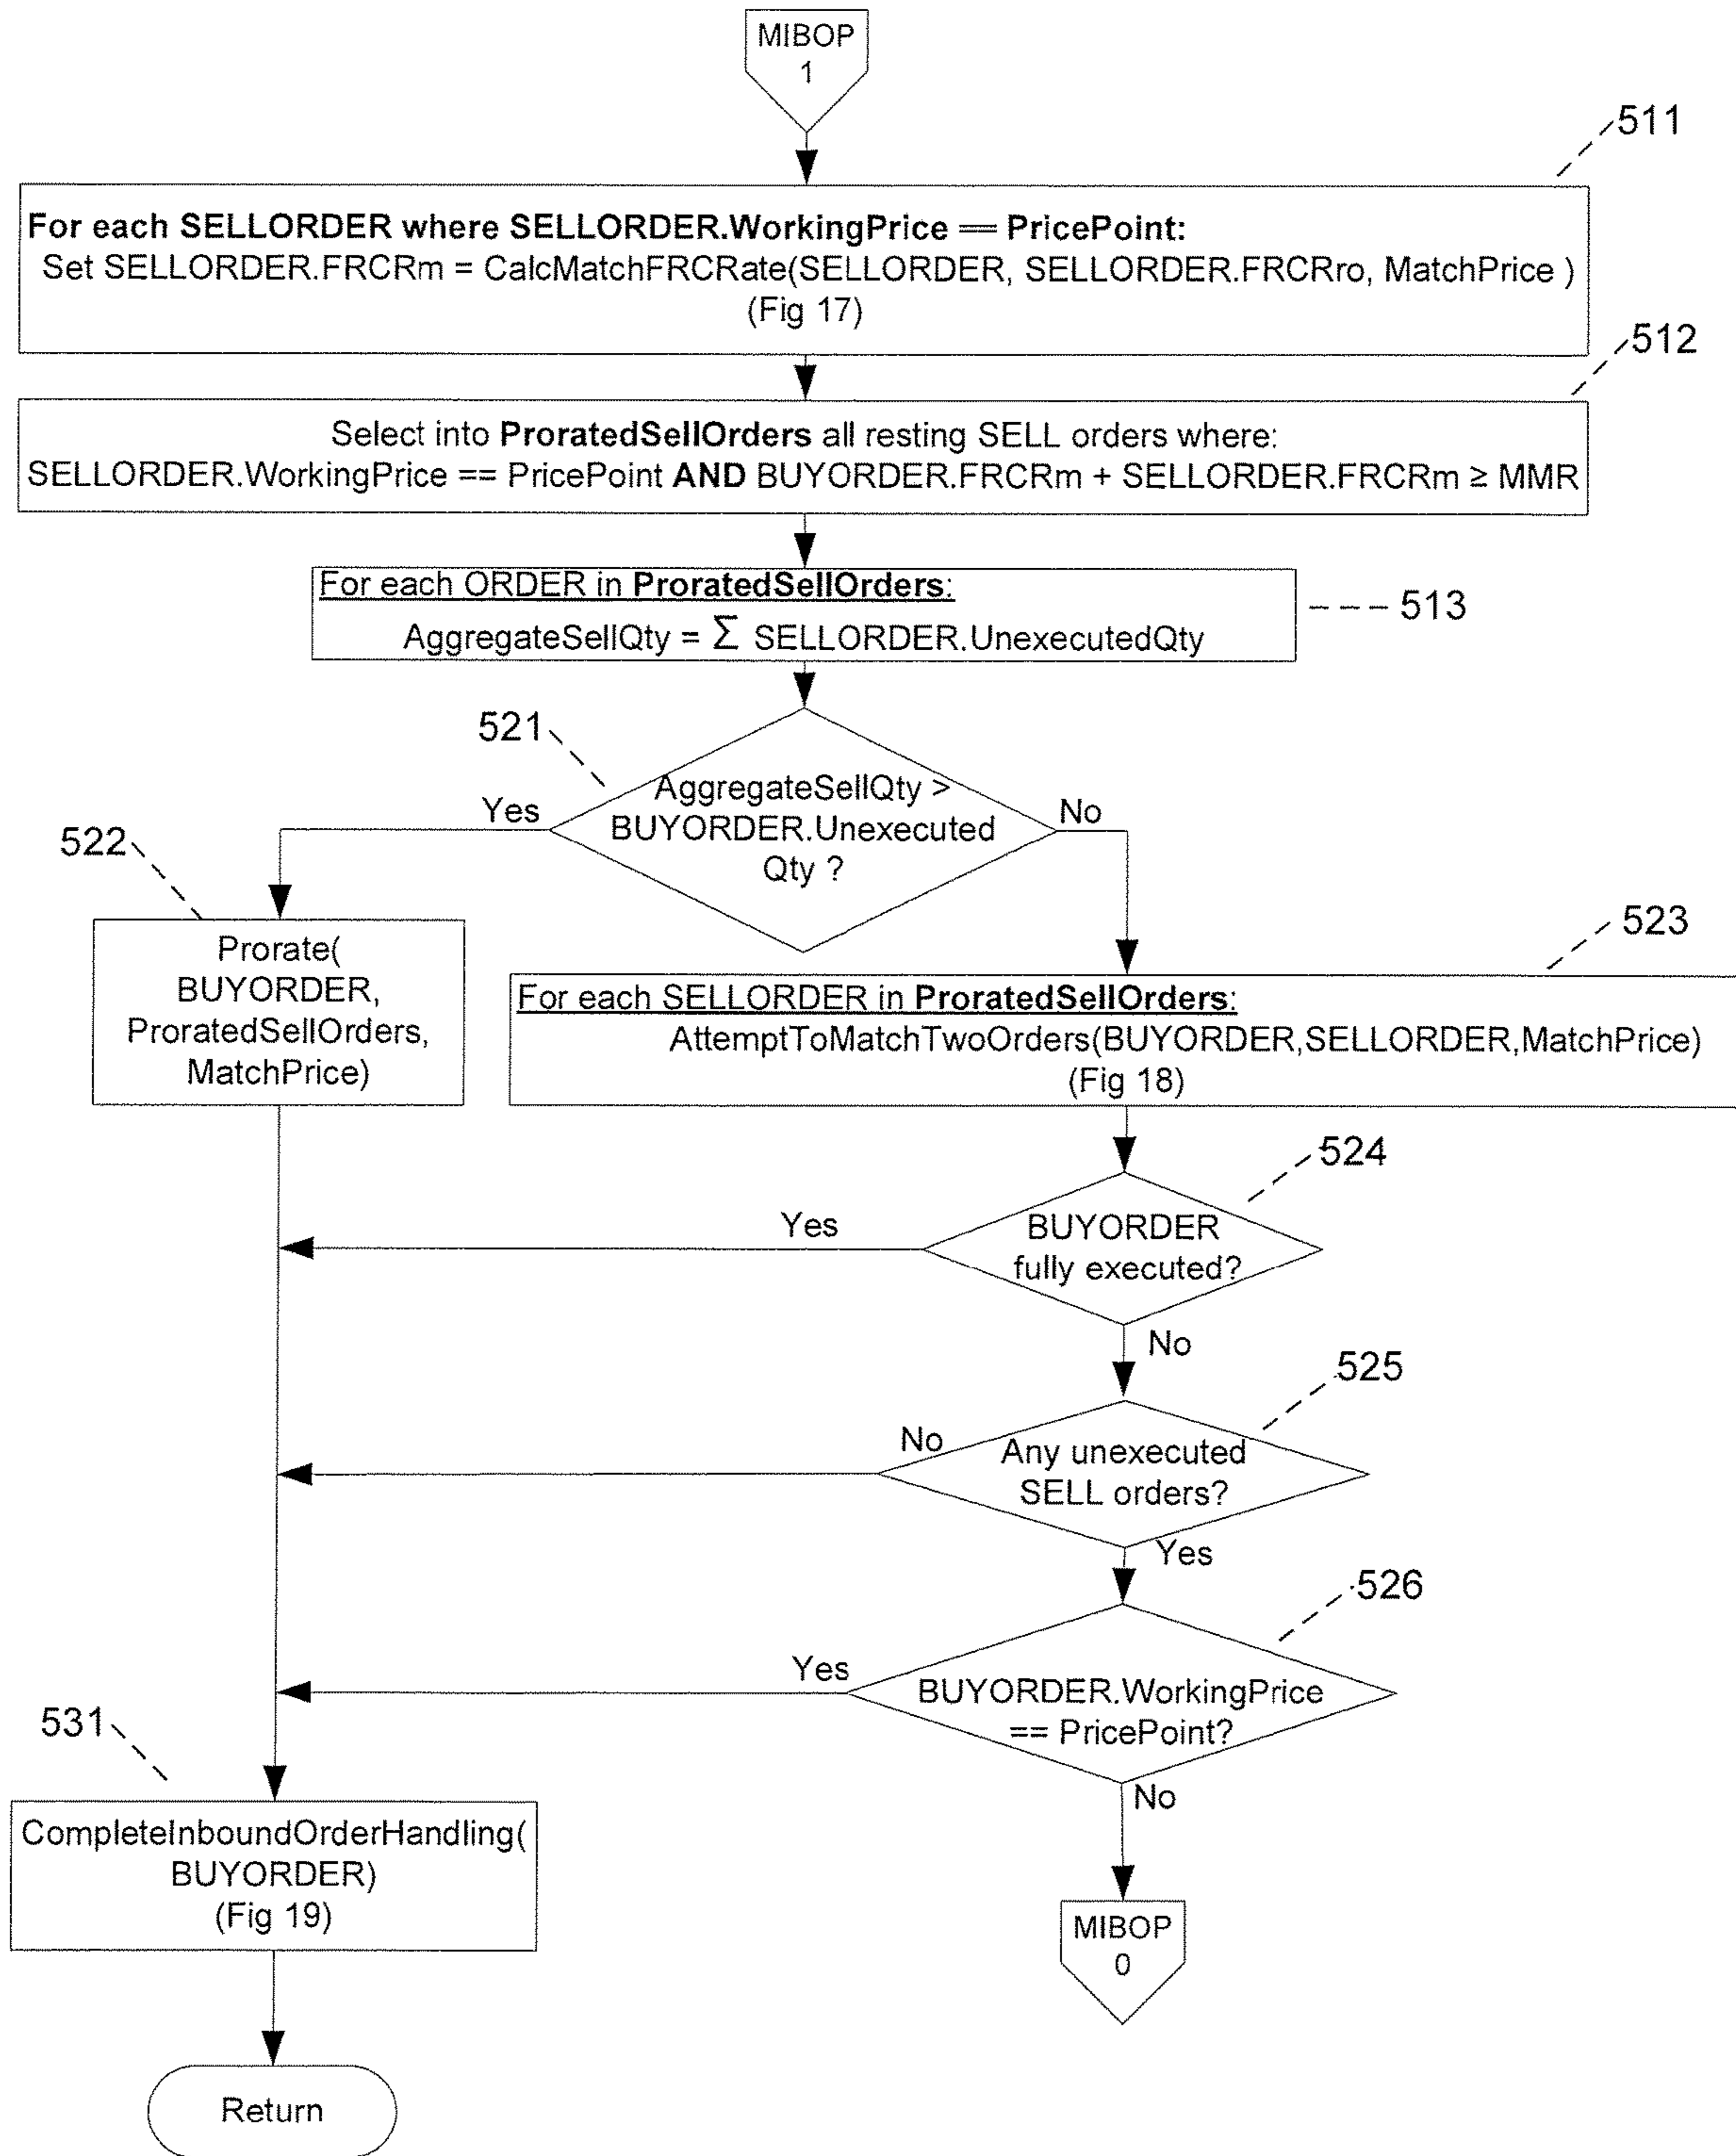 MIBOP
1
511
For each SELLORDER where SELLORDER.WorkingPrice == PricePoint:
Set SELLORDER.FRCRm = CalcMatchFRCRate(SELLORDER, SELLORDER.FRCRro, MatchPrice )
(Fig 17)
512
Select into ProratedSellOrders all resting SELL orders where:
SELLORDER.WorkingPrice == PricePoint AND BUYORDER.FRCRm + SELLORDER.FRCRm ≥ MMR
For each ORDER in ProratedSellOrders:
AggregateSellQty = Σ SELLORDER.UnexecutedQty
513
521
AggregateSellQty >
BUYORDER.Unexecuted
Qty ?
Yes
No
522
Prorate(
BUYORDER,
ProratedSellOrders,
MatchPrice)
523
For each SELLORDER in ProratedSellOrders:
AttemptToMatchTwoOrders(BUYORDER,SELLORDER,MatchPrice)
(Fig 18)
524
BUYORDER
fully executed?
Yes
No
525
Any unexecuted
SELL orders?
No
Yes
526
BUYORDER.WorkingPrice
== PricePoint?
Yes
No
531
CompleteInboundOrderHandling(
BUYORDER)
(Fig 19)
MIBOP
0
Return